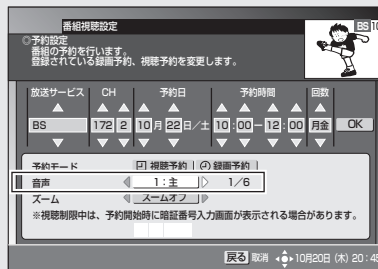 番組視聴設定
◎予約設定
番組の予約を行います。
登録されている録画予約、視聴予約を変更します。
BS 10
放送サービス CH 予約日 予約時間 回数
BS 172 2 10月22日/土 10:00-12:00 月金 OK
予約モード 視聴予約 録画予約
音声 1:主 1/6
ズーム ズームオフ
※視聴制限中は、予約開始時に暗証番号入力画面が表示される場合があります。
戻る 取消 10月20日 (木) 20:45